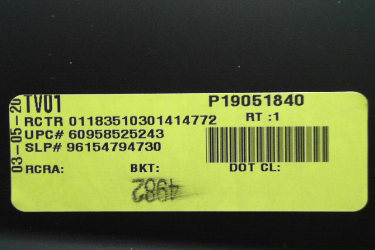 03-05-20
TV01 P19051840
RCTR 01183510301414772 RT :1
UPC# 60958525243
SLP# 96154794730
RCRA: BKT: DOT CL:
4982